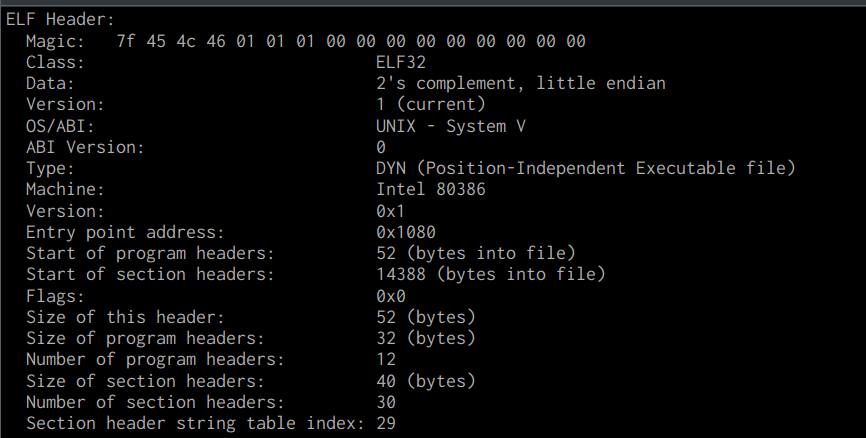 ELF Header:
  Magic:   7f 45 4c 46 01 01 01 00 00 00 00 00 00 00 00 00
  Class:                             ELF32
  Data:                              2's complement, little endian
  Version:                           1 (current)
  OS/ABI:                            UNIX - System V
  ABI Version:                       0
  Type:                              DYN (Position-Independent Executable file)
  Machine:                           Intel 80386
  Version:                           0x1
  Entry point address:               0x1080
  Start of program headers:          52 (bytes into file)
  Start of section headers:          14388 (bytes into file)
  Flags:                             0x0
  Size of this header:               52 (bytes)
  Size of program headers:           32 (bytes)
  Number of program headers:         12
  Size of section headers:           40 (bytes)
  Number of section headers:         30
  Section header string table index: 29